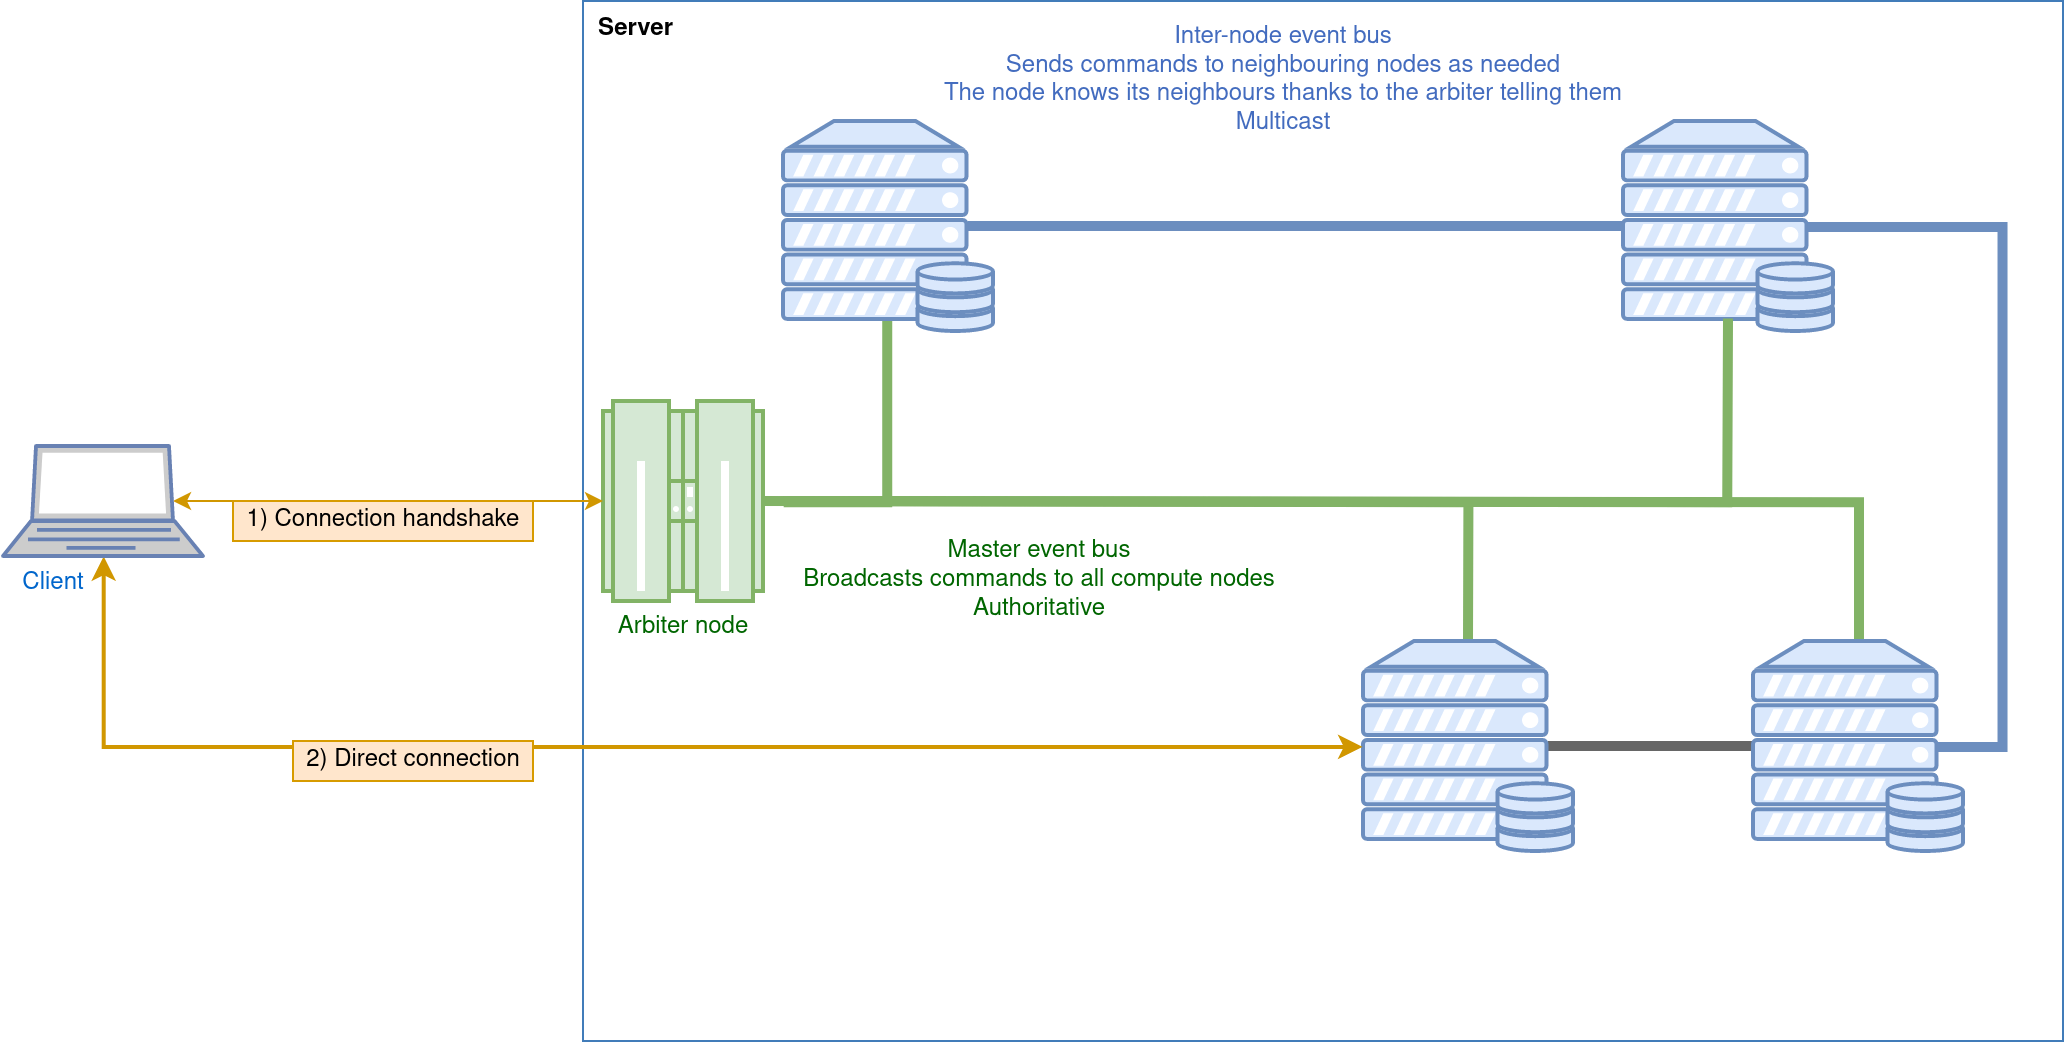 Server
Inter-node event bus
Sends commands to neighbouring nodes as needed
The node knows its neighbours thanks to the arbiter telling them
Multicast
1) Connection handshake
Client
Master event bus
Broadcasts commands to all compute nodes
Authoritative
Arbiter node
2) Direct connection